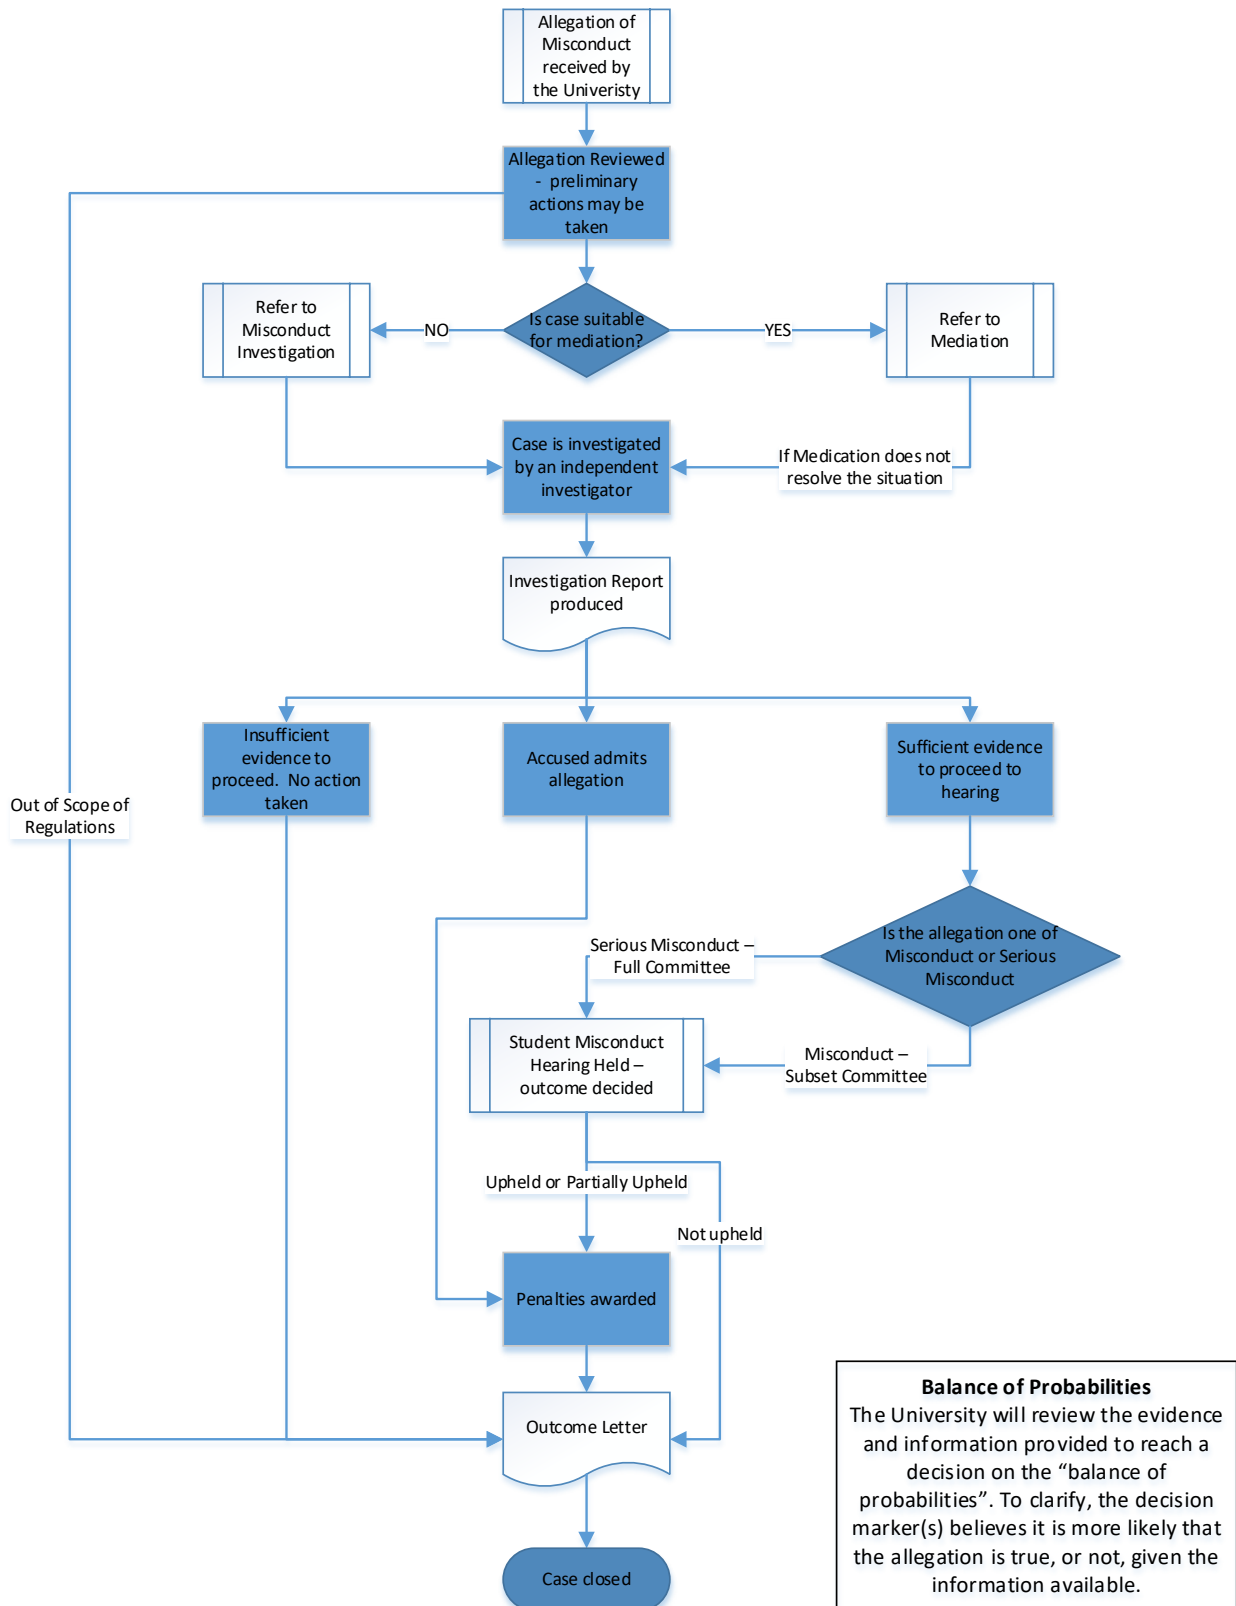 Allegation of
Misconduct
received by
the Univeristy
Allegation Reviewed
- preliminary
actions may be
taken
Is case suitable
for mediation?
NO
YES
Refer to
Misconduct
Investigation
Refer to
Mediation
Case is investigated
by an independent
investigator
If Medication does not
resolve the situation
Investigation Report
produced
Insufficient
evidence to
proceed. No action
taken
Accused admits
allegation
Sufficient evidence
to proceed to
hearing
Out of Scope of
Regulations
Is the allegation one of
Misconduct or Serious
Misconduct
Serious Misconduct –
Full Committee
Student Misconduct
Hearing Held –
outcome decided
Misconduct –
Subset Committee
Upheld or Partially Upheld
Not upheld
Penalties awarded
Outcome Letter
Case closed
Balance of Probabilities
The University will review the evidence
and information provided to reach a
decision on the “balance of
probabilities”. To clarify, the decision
marker(s) believes it is more likely that
the allegation is true, or not, given the
information available.